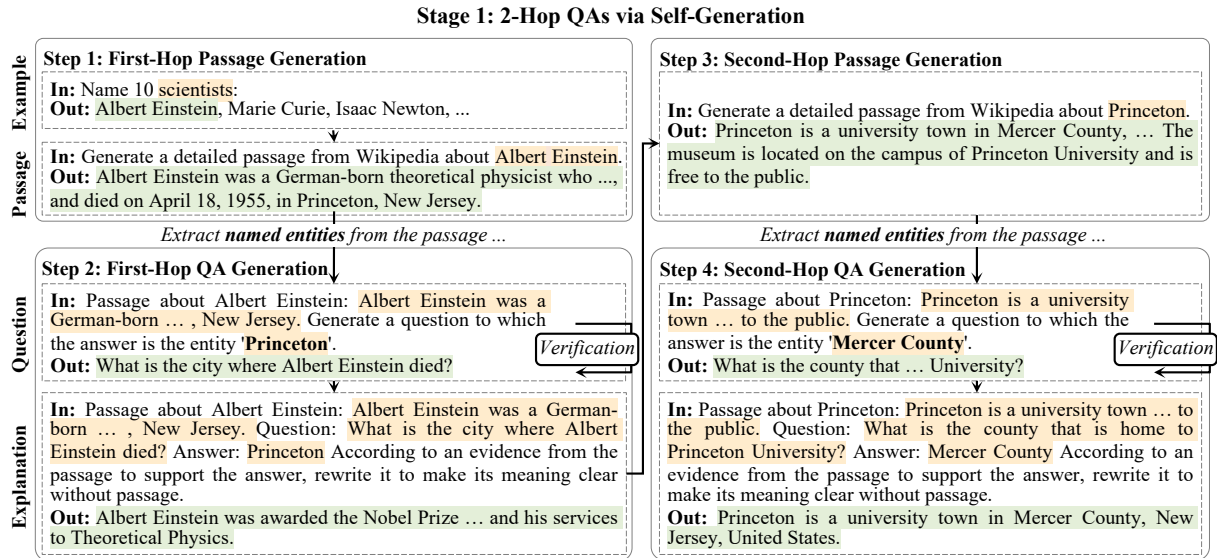 Stage 1: 2-Hop QAs via Self-Generation
Step 1: First-Hop Passage Generation
Example
In: Name 10 scientists:
Out: Albert Einstein, Marie Curie, Isaac Newton, ...
Passage
In: Generate a detailed passage from Wikipedia about Albert Einstein.
Out: Albert Einstein was a German-born theoretical physicist who ...,
and died on April 18, 1955, in Princeton, New Jersey.
Extract named entities from the passage ...
Step 2: First-Hop QA Generation
Question
In: Passage about Albert Einstein: Albert Einstein was a
German-born … , New Jersey. Generate a question to which
the answer is the entity 'Princeton'.
Out: What is the city where Albert Einstein died?
Verification
Explanation
In: Passage about Albert Einstein: Albert Einstein was a German-
born … , New Jersey. Question: What is the city where Albert
Einstein died? Answer: Princeton According to an evidence from the
passage to support the answer, rewrite it to make its meaning clear
without passage.
Out: Albert Einstein was awarded the Nobel Prize … and his services
to Theoretical Physics.
Step 3: Second-Hop Passage Generation
In: Generate a detailed passage from Wikipedia about Princeton.
Out: Princeton is a university town in Mercer County, … The
museum is located on the campus of Princeton University and is
free to the public.
Extract named entities from the passage ...
Step 4: Second-Hop QA Generation
In: Passage about Princeton: Princeton is a university
town … to the public. Generate a question to which the
answer is the entity 'Mercer County'.
Out: What is the county that … University?
Verification
In: Passage about Princeton: Princeton is a university town … to
the public. Question: What is the county that is home to
Princeton University? Answer: Mercer County According to an
evidence from the passage to support the answer, rewrite it to
make its meaning clear without passage.
Out: Princeton is a university town in Mercer County, New
Jersey, United States.